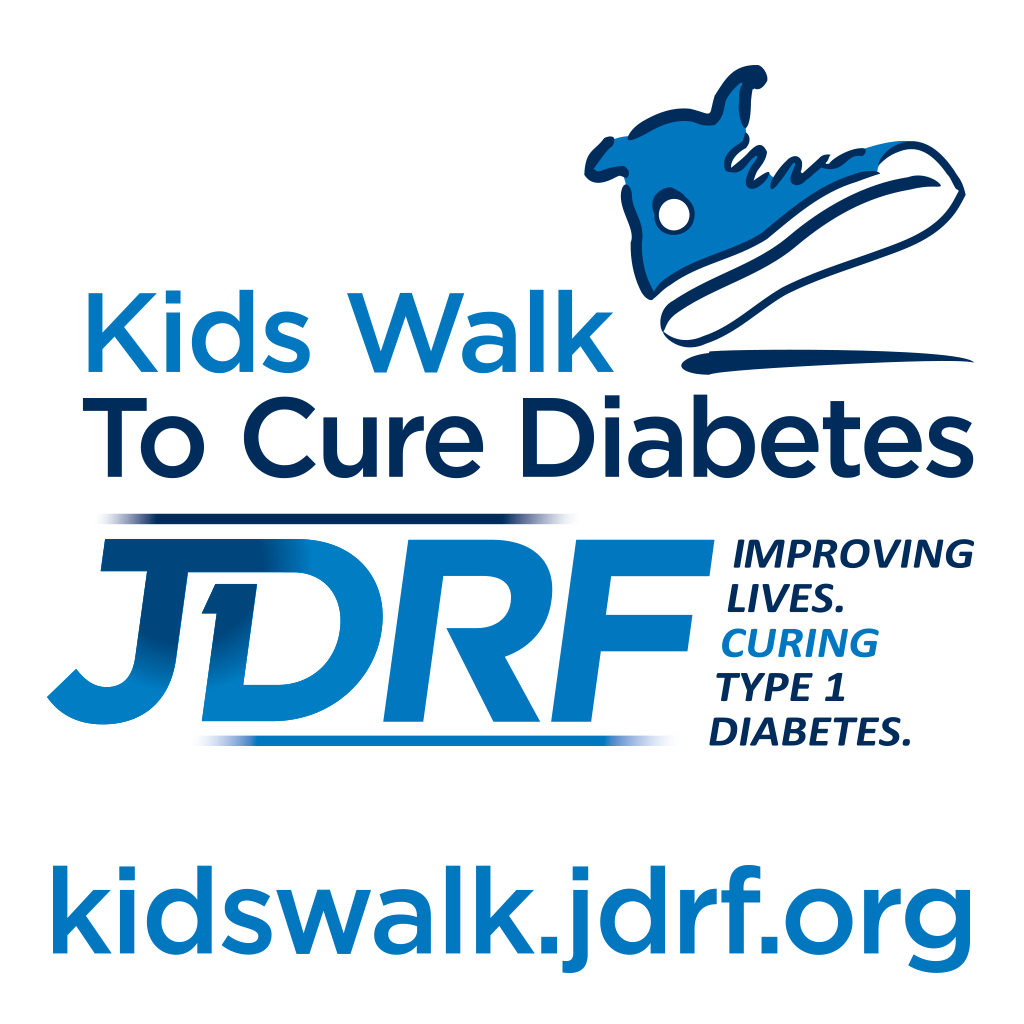 Kids Walk
To Cure Diabetes
JDRF
IMPROVING
LIVES.
CURING
TYPE 1
DIABETES.
kidswalk.jdrf.org